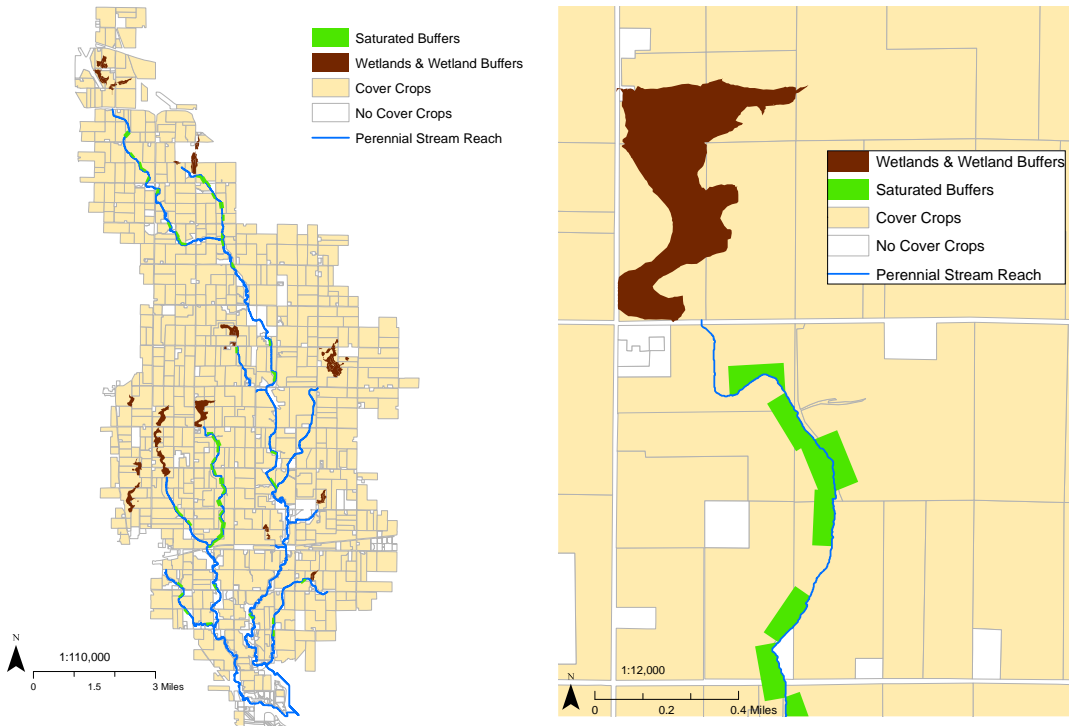 Saturated Buffers
Wetlands & Wetland Buffers
Cover Crops
No Cover Crops
Perennial Stream Reach
N
1:110,000
0 1.5 3 Miles
Wetlands & Wetland Buffers
Saturated Buffers
Cover Crops
No Cover Crops
Perennial Stream Reach
N
1:12,000
0 0.2 0.4 Miles